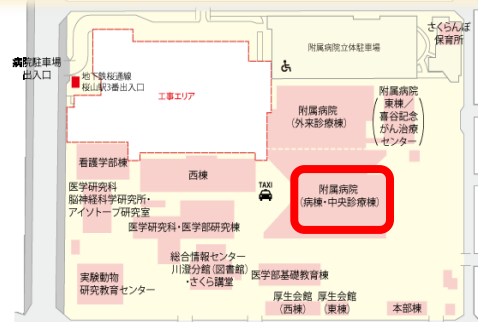 さくらんぼ
保育所
附属病院立体駐車場
病院駐車場
出入口
地下鉄桜通線
桜山駅3番出入口
工事エリア
附属病院
(外来診療棟)
附属病院
東棟/
喜谷記念
がん治療
センター
看護学部棟
西棟
医学研究科
脳神経科学研究所・
アイソトープ研究室
TAXI
附属病院
(病棟・中央診療棟)
医学研究科・医学部研究棟
総合情報センター
川澄分館(図書館)
・さくら講堂
医学部基礎教育棟
実験動物
研究教育センター
厚生会館
(西棟)
厚生会館
(東棟)
本部棟